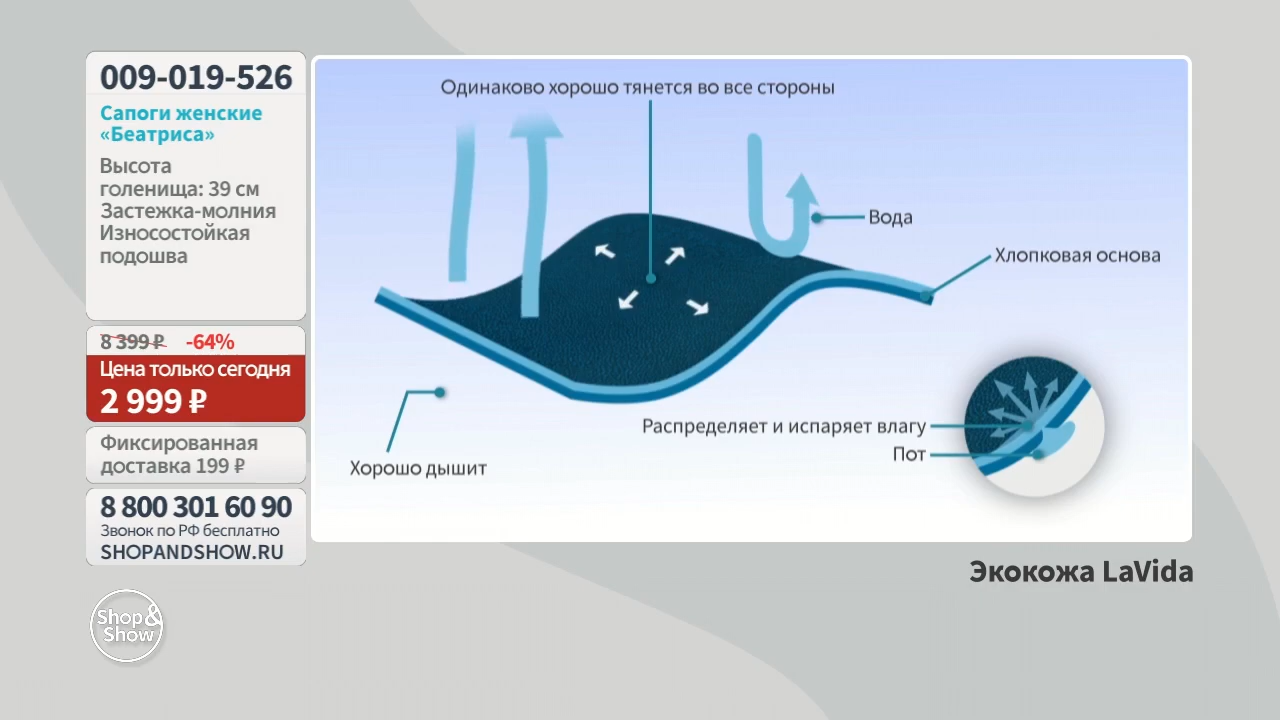 009-019-526
Сапоги женские
«Беатриса»
Высота
голенища: 39 см
Застежка-молния
Износостойкая
подошва
8 399 ₽ -64%
Цена только сегодня
2 999 ₽
Фиксированная
доставка 199 ₽
8 800 301 60 90
Звонок по РФ бесплатно
SHOPANDSHOW.RU
Shop&
Show
Одинаково хорошо тянется во все стороны
Вода
Хлопковая основа
Распределяет и испаряет влагу
Пот
Хорошо дышит
Экокожа LaVida